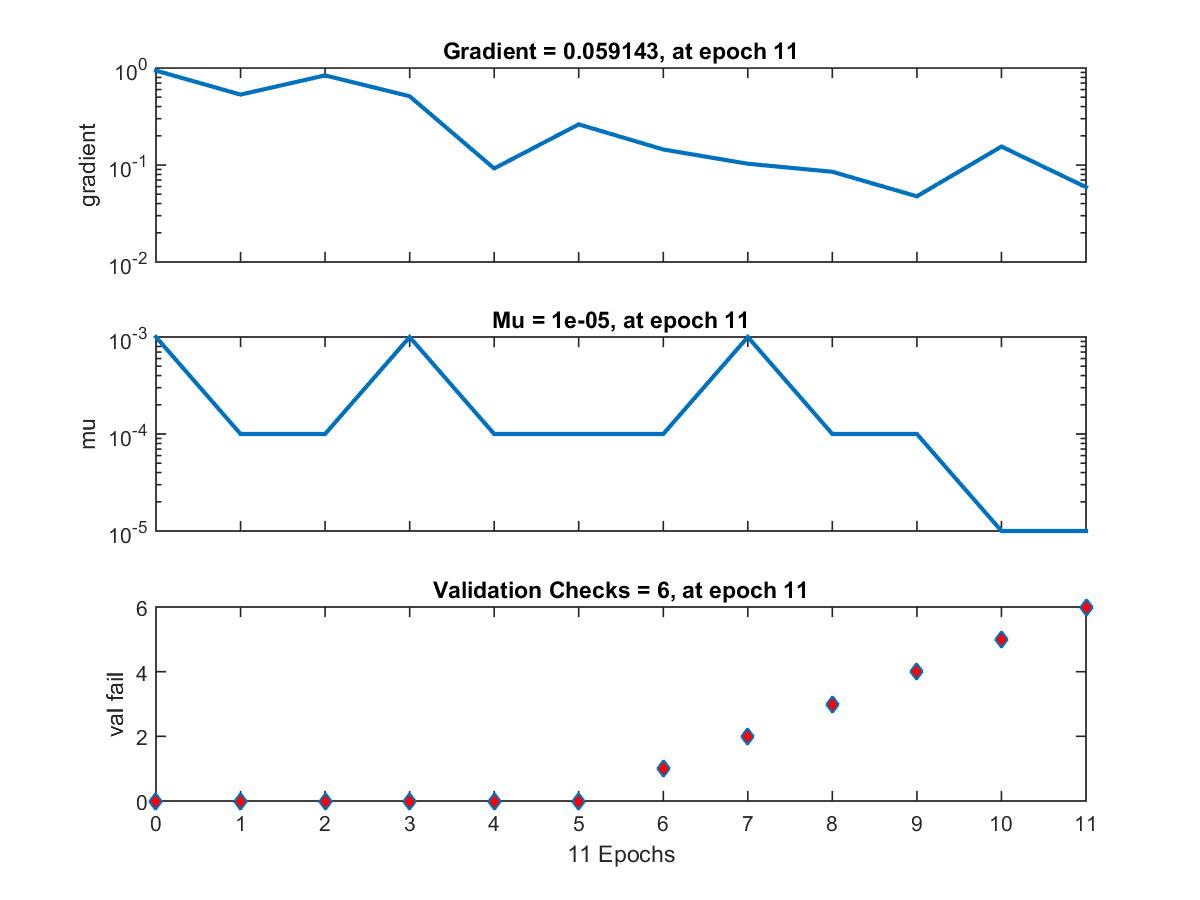 Gradient = 0.059143, at epoch 11
10^0
10^-1
10^-2
gradient
Mu = 1e-05, at epoch 11
10^-3
10^-4
10^-5
mu
Validation Checks = 6, at epoch 11
6
4
2
0
val fail
0 1 2 3 4 5 6 7 8 9 10 11
11 Epochs